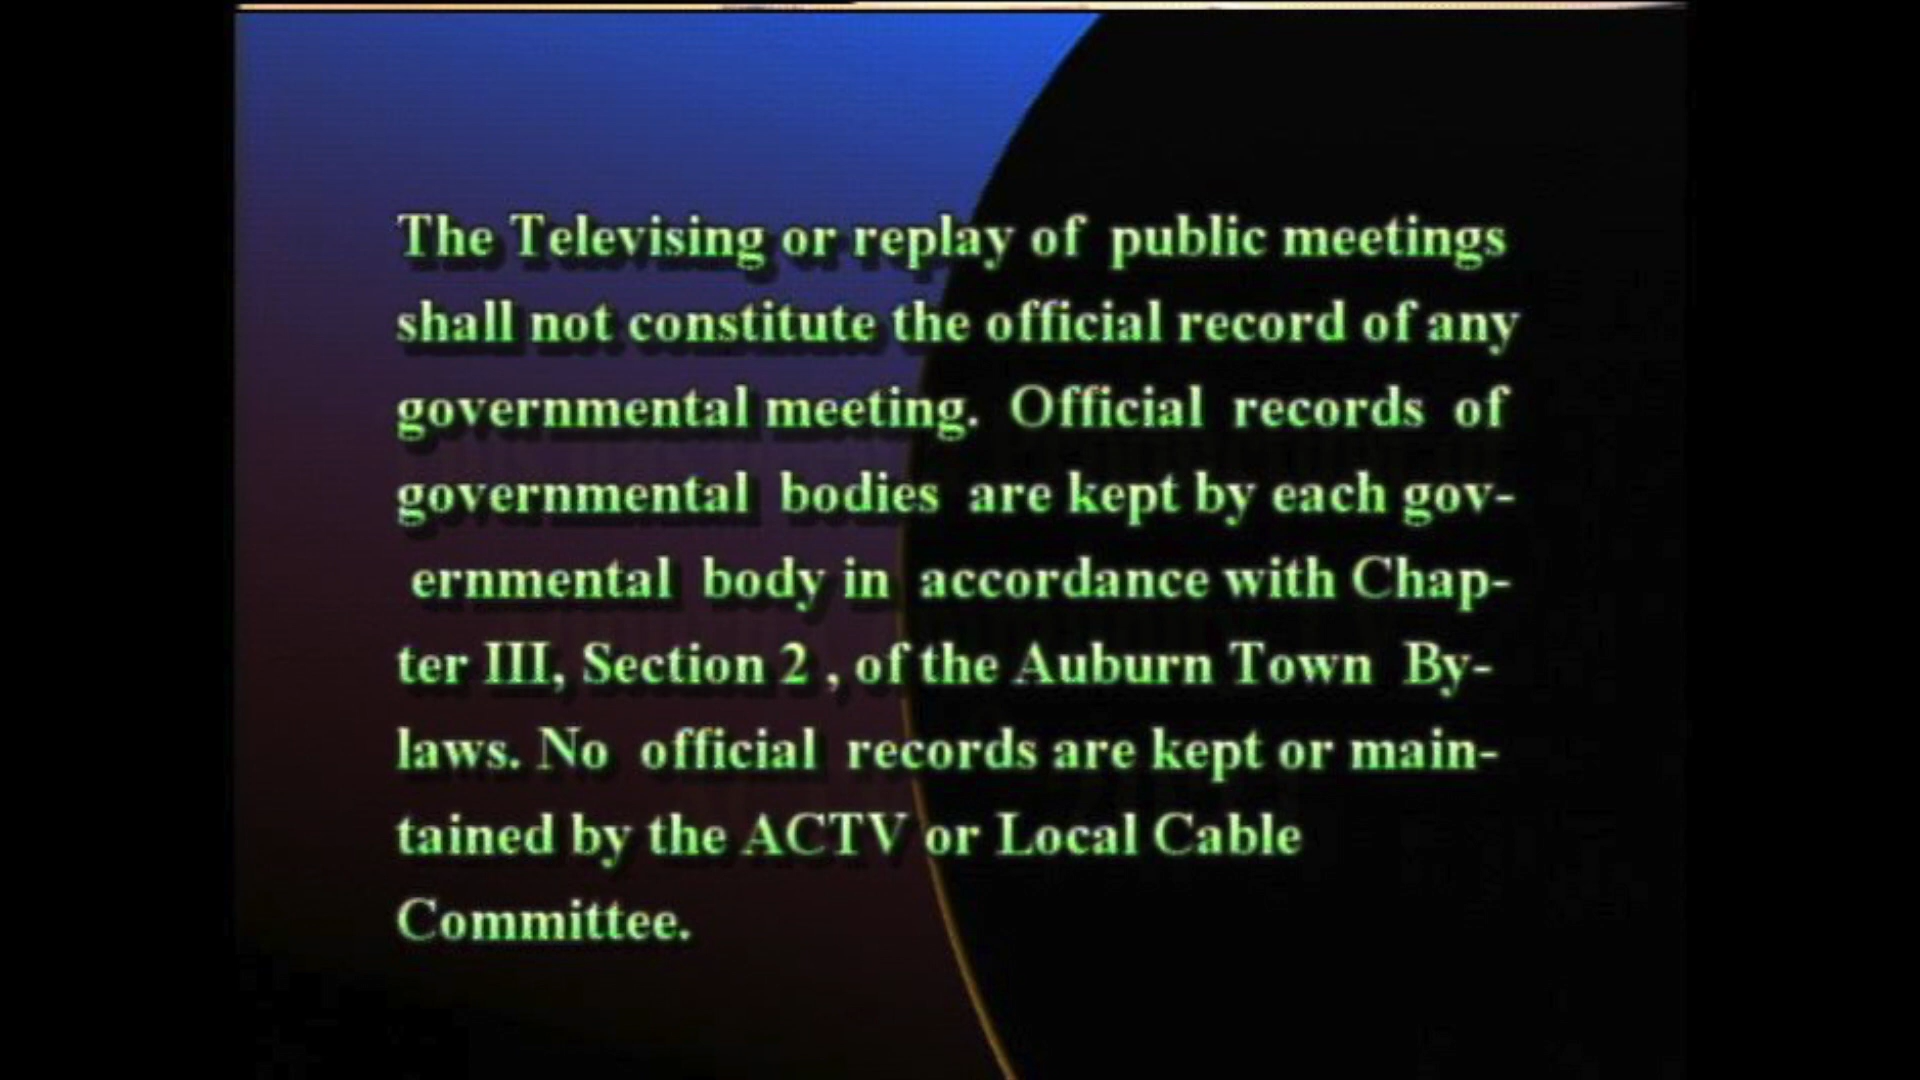 The Televising or replay of public meetings
shall not constitute the official record of any
governmental meeting. Official records of
governmental bodies are kept by each gov-
ernmental body in accordance with Chap-
ter III, Section 2 , of the Auburn Town By-
laws. No official records are kept or main-
tained by the ACTV or Local Cable
Committee.